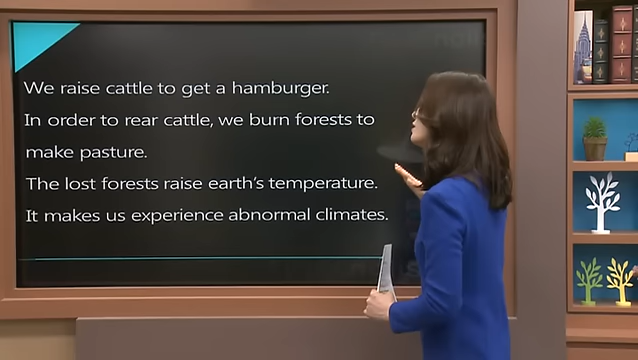 We raise cattle to get a hamburger.
In order to rear cattle, we burn forests to
make pasture.
The lost forests raise earth's temperature.
It makes us experience abnormal climates.